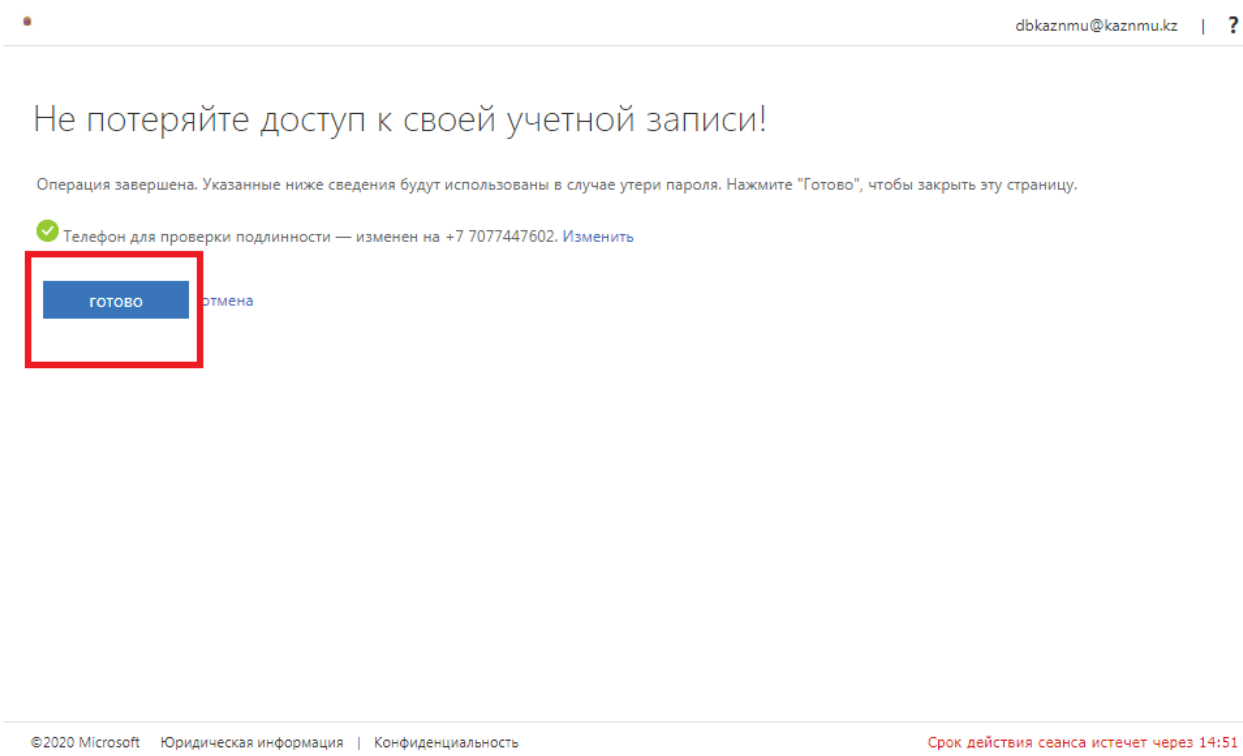 dbkaznmu@kaznmu.kz | ?
Не потеряйте доступ к своей учетной записи!
Операция завершена. Указанные ниже сведения будут использованы в случае утери пароля. Нажмите "Готово", чтобы закрыть эту страницу.
Телефон для проверки подлинности — изменен на +7 7077447602. Изменить
готово отмена
©2020 Microsoft Юридическая информация | Конфиденциальность
Срок действия сеанса истечет через 14:51